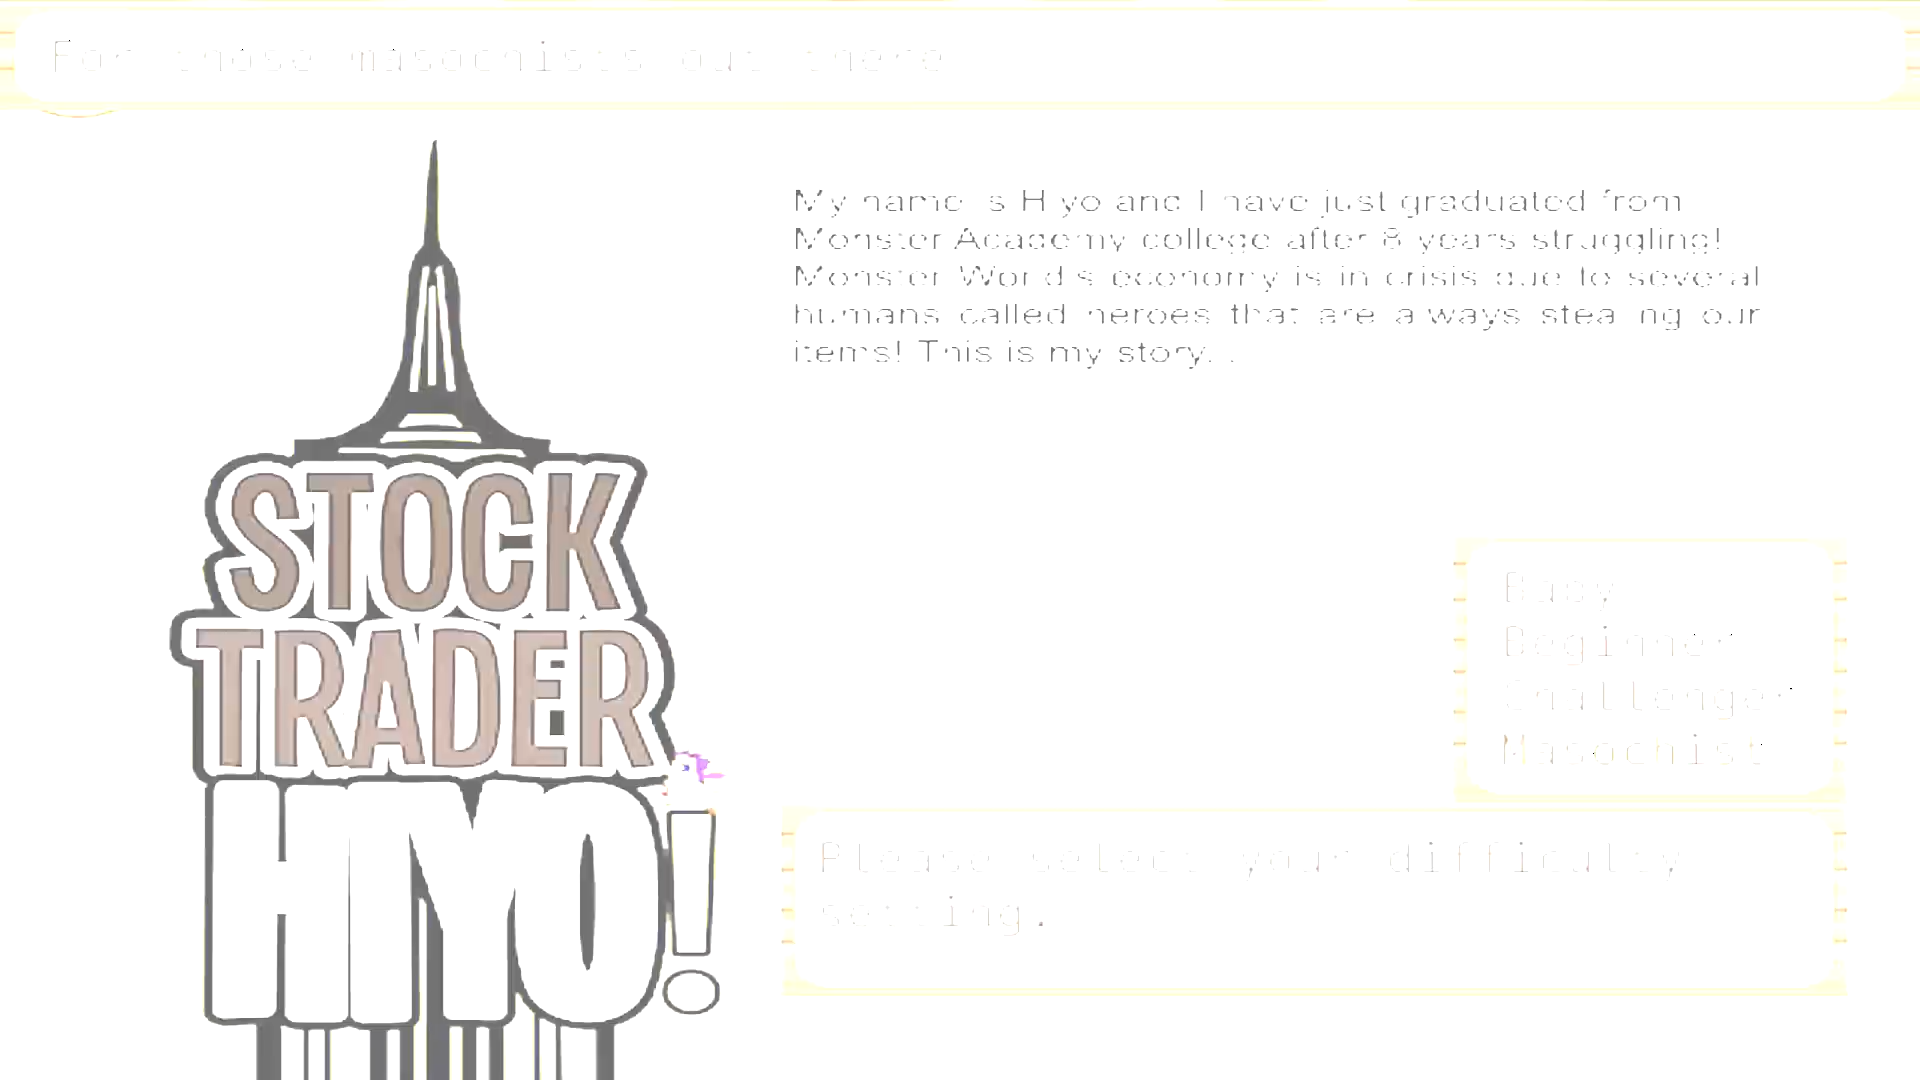 For those masochists out there
My name is Hiyo and I have just graduated from
Monster Academy college after 8 years struggling!
Monster World's economy is in crisis due to several
humans called heroes that are always stealing our
items! This is my story...
STOCK
TRADER
HIYO!
Baby
Beginner
Challenger
Masochist
Please select your difficulty
setting.